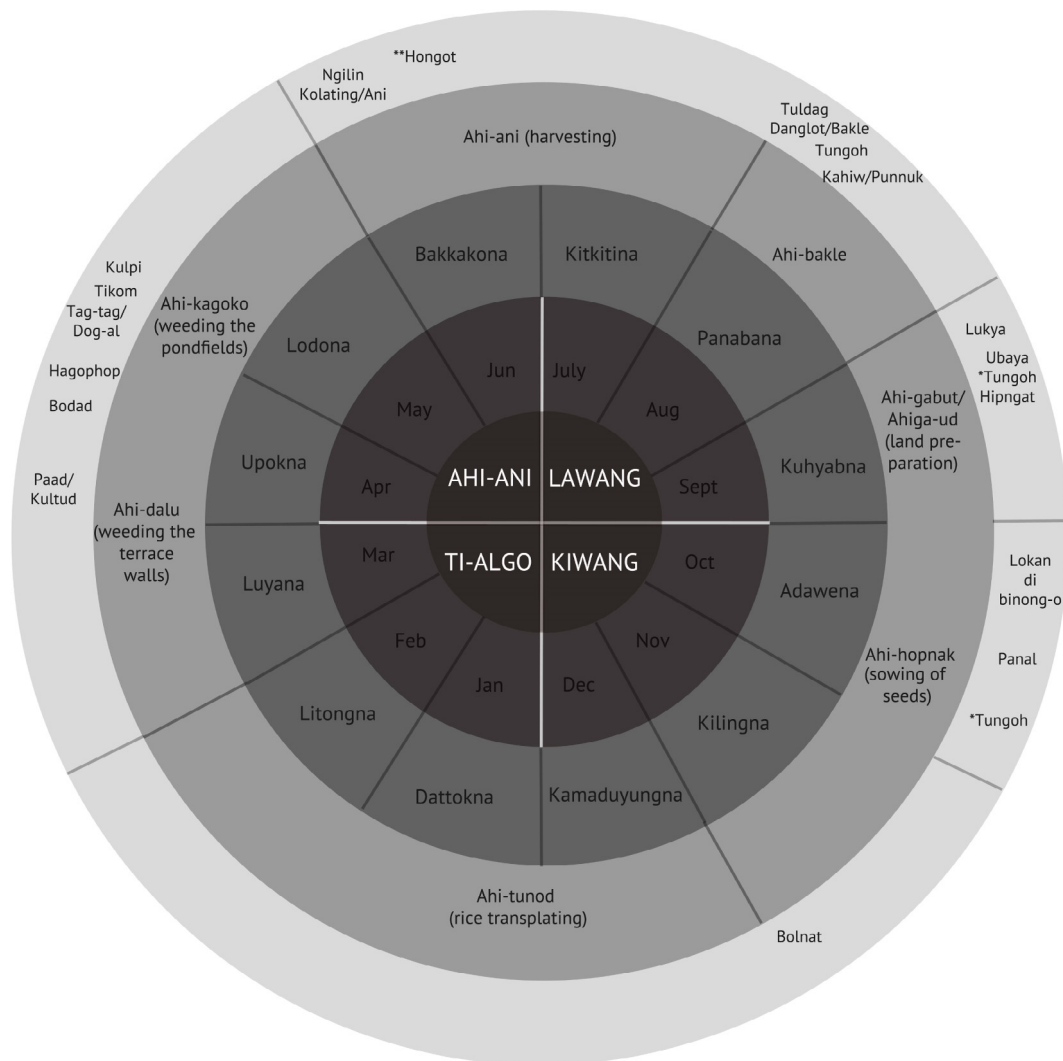 **Hongot
Ngilin
Kolating/Ani
Tuldag
Danglot/Bakle
Tungoh
Kahiw/Punnuk
Ahi-ani (harvesting)
Bakkakona
Kitkitina
Ahi-bakle
Kulpi
Tikom
Tag-tag/
Dog-al
Hagophop
Bodad
Paad/
Kultud
Ahi-kagoko
(weeding the
pondfields)
Lodona
Panabana
Lukya
Ubaya
*Tungoh
Hipngat
Jun
July
May
Aug
Ahi-gabut/
Ahiga-ud
(land pre-
paration)
Upokna
Apr
AHI-ANI
LAWANG
Sept
Kuhyabna
Ahi-dalu
(weeding the
terrace
walls)
Luyana
Mar
TI-ALGO
KIWANG
Oct
Adawena
Lokan
di
binong-o
Panal
*Tungoh
Feb
Nov
Ahi-hopnak
(sowing of
seeds)
Litongna
Jan
Dec
Kilingna
Dattokna
Kamaduyungna
Ahi-tunod
(rice transplating)
Bolnat